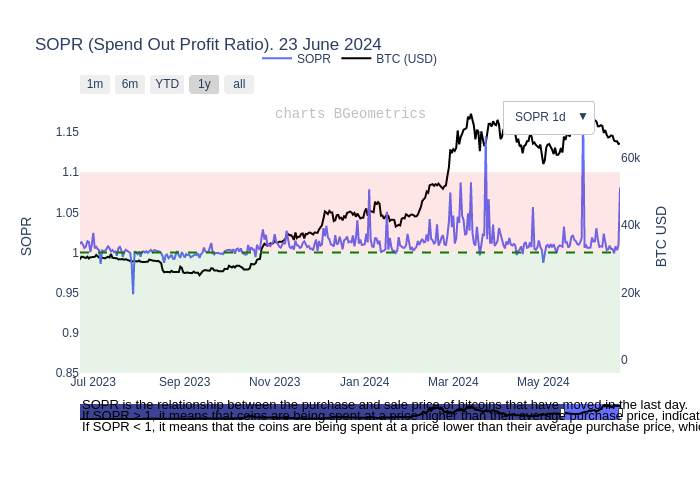 SOPR (Spend Out Profit Ratio). 23 June 2024
SOPR BTC (USD)
1m 6m YTD 1y all
charts BGeometrics
SOPR 1d ▼
1.15
1.1
1.05
1
0.95
0.9
0.85
SOPR
60k
40k
20k
0
BTC USD
Jul 2023 Sep 2023 Nov 2023 Jan 2024 Mar 2024 May 2024
SOPR is the relationship between the purchase and sale price of bitcoins that have moved in the last day.
If SOPR > 1, it means that coins are being spent at a price higher than their average purchase price, indicat
If SOPR < 1, it means that the coins are being spent at a price lower than their average purchase price, whic